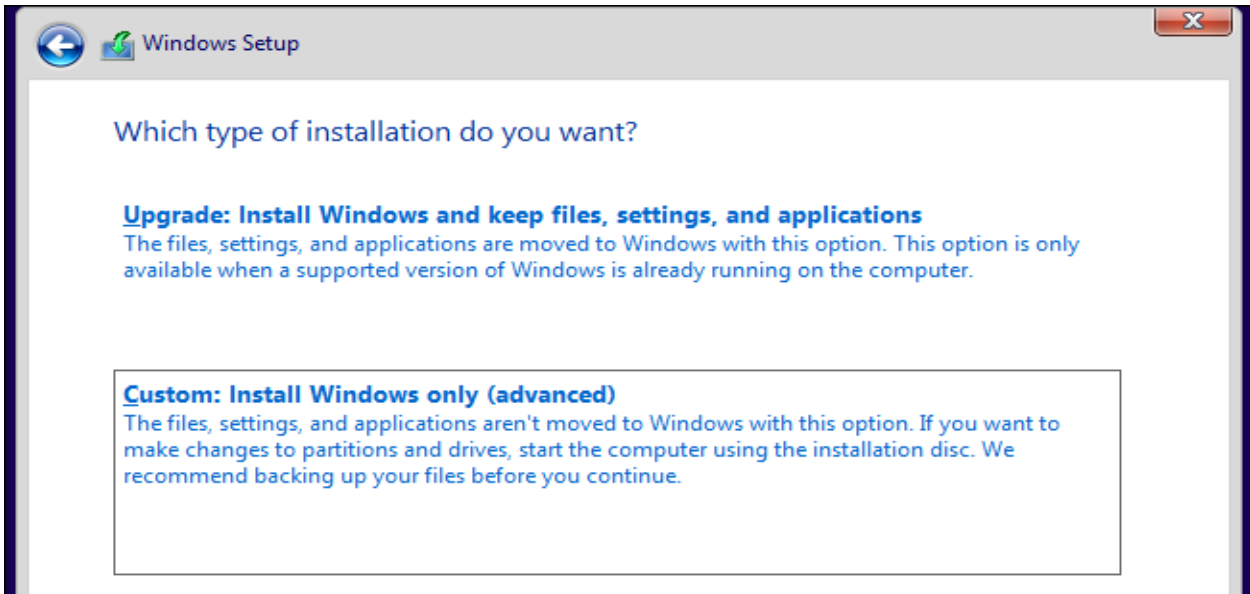 Windows Setup
Which type of installation do you want?
Upgrade: Install Windows and keep files, settings, and applications
The files, settings, and applications are moved to Windows with this option. This option is only
available when a supported version of Windows is already running on the computer.
Custom: Install Windows only (advanced)
The files, settings, and applications aren't moved to Windows with this option. If you want to
make changes to partitions and drives, start the computer using the installation disc. We
recommend backing up your files before you continue.